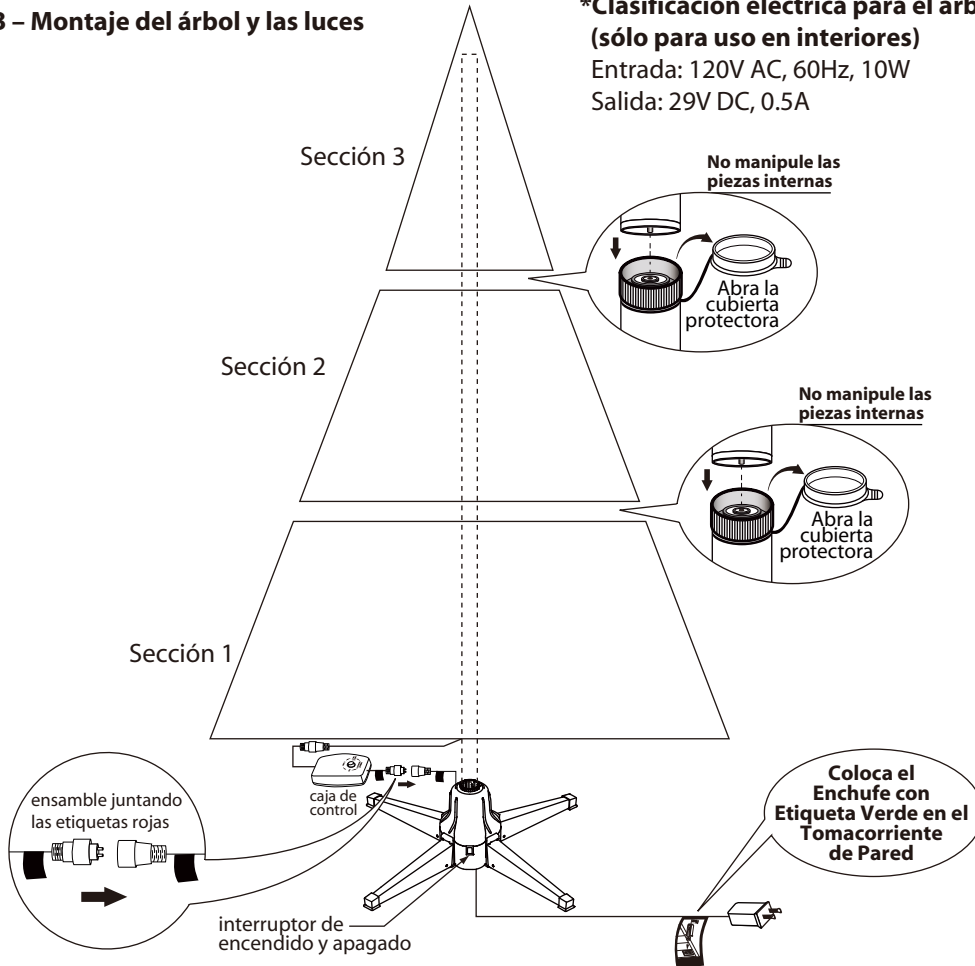 3 – Montaje del árbol y las luces
*Clasificación eléctrica para el árb
(sólo para uso en interiores)
Entrada: 120V AC, 60Hz, 10W
Salida: 29V DC, 0.5A
Sección 3
No manipule las
piezas internas
Abra la
cubierta
protectora
Sección 2
No manipule las
piezas internas
Abra la
cubierta
protectora
Sección 1
ensamble juntando
las etiquetas rojas
caja de
control
Coloca el
Enchufe con
Etiqueta Verde en el
Tomacorriente
de Pared
interruptor de
encendido y apagado